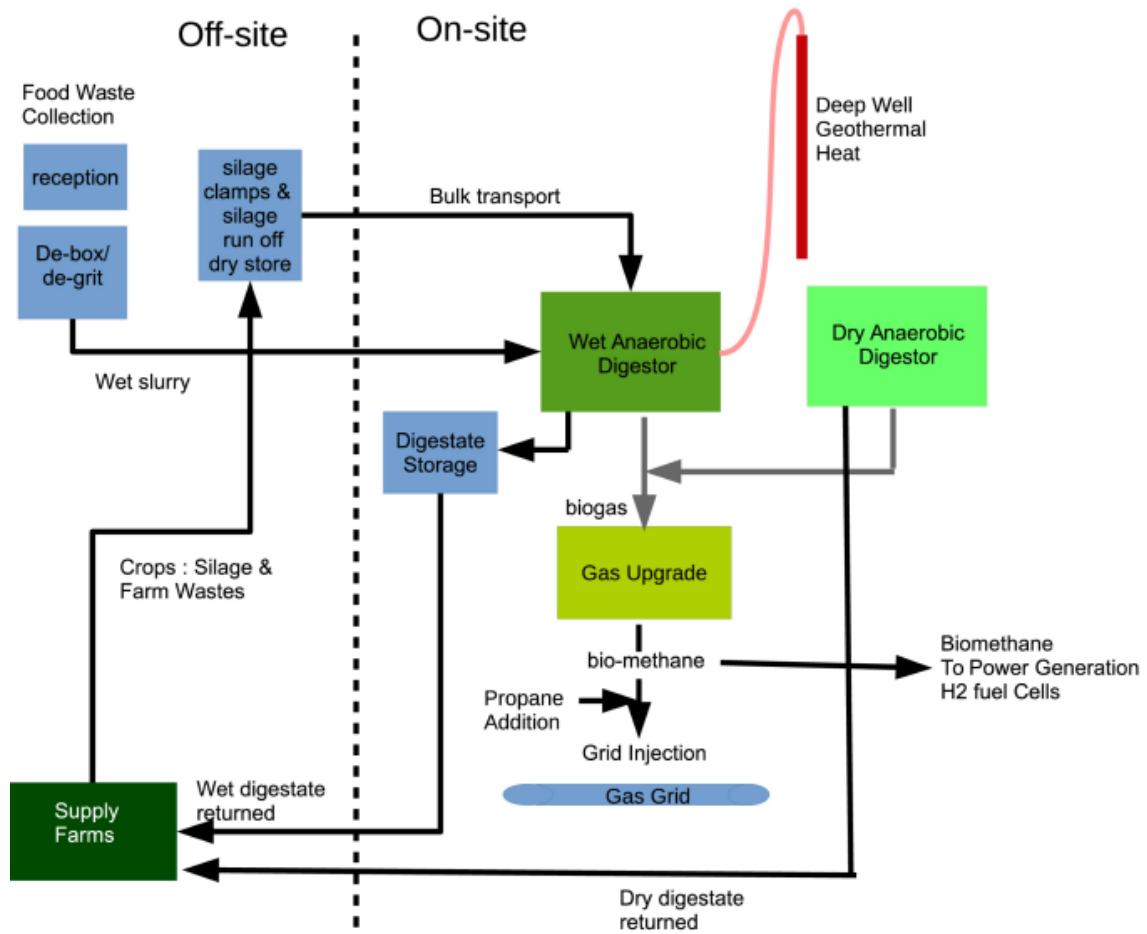 Off-site
On-site
Food Waste
Collection
reception
De-box/
de-grit
silage
clamps &
silage
run off
dry store
Bulk transport
Deep Well
Geothermal
Heat
Wet Anaerobic
Digestor
Dry Anaerobic
Digestor
Wet slurry
Digestate
Storage
biogas
Gas Upgrade
Crops : Silage &
Farm Wastes
bio-methane
Biomethane
To Power Generation
H2 fuel Cells
Propane
Addition
Grid Injection
Gas Grid
Supply
Farms
Wet digestate
returned
Dry digestate
returned